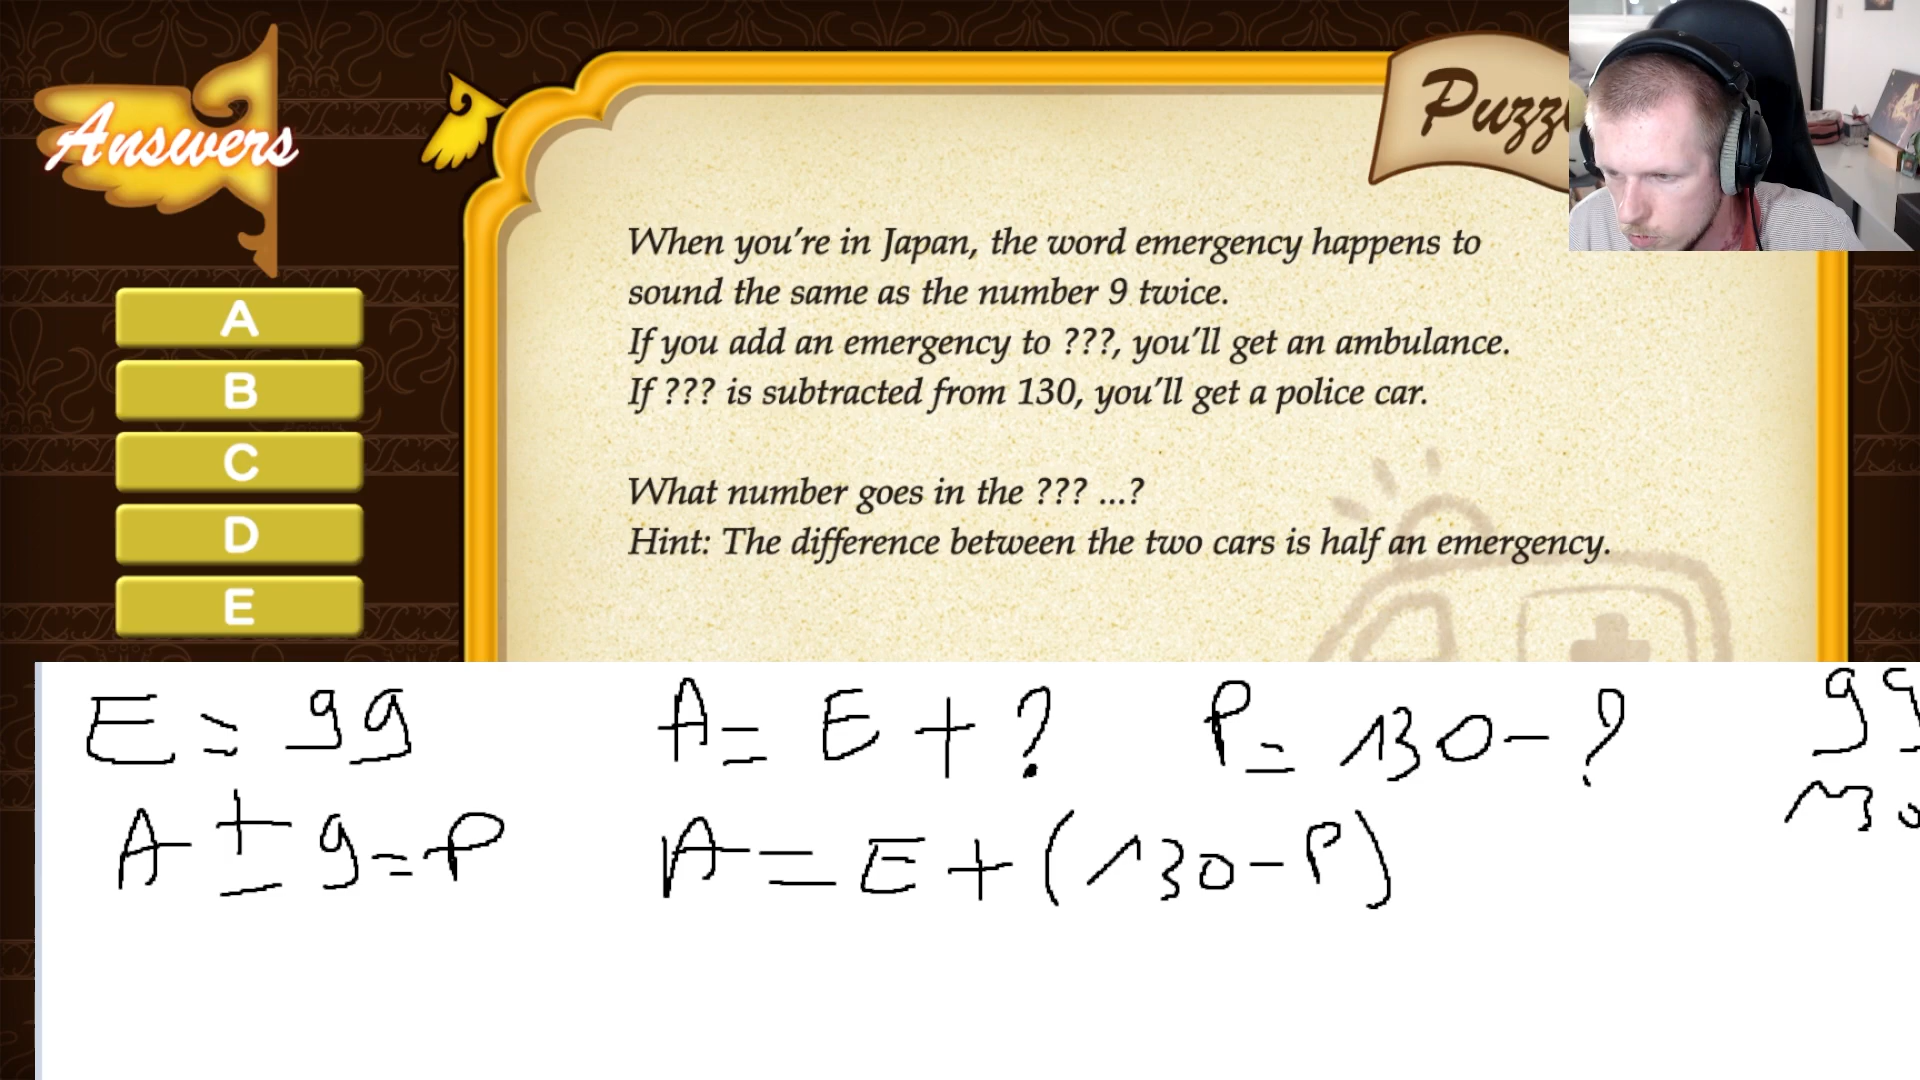 Answers
Puzz
When you're in Japan, the word emergency happens to
sound the same as the number 9 twice.
If you add an emergency to ???, you'll get an ambulance.
If ??? is subtracted from 130, you'll get a police car.
What number goes in the ??? ...?
Hint: The difference between the two cars is half an emergency.
A
B
C
D
E
E = 99
A = E + ?
P = 130 - ?
99
130
A ± 9 = P
A = E + (130 - P)